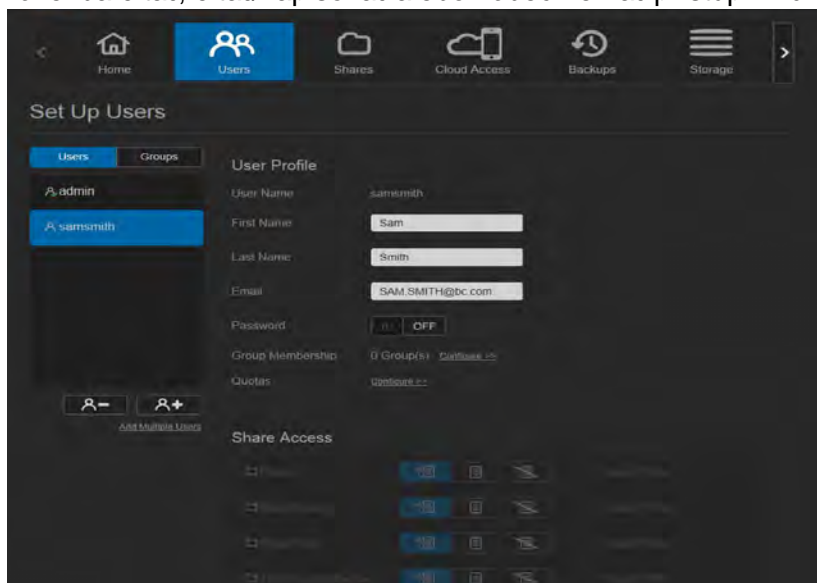 Home Users Shares Cloud Access Backups Storage
Set Up Users
Users Groups
admin
samsmith
Add Multiple Users
User Profile
User Name samsmith
First Name Sam
Last Name Smith
Email SAM.SMITH@bc.com
Password OFF
Group Membership 0 Group(s) Configure >>
Quotas Configure >>
Share Access